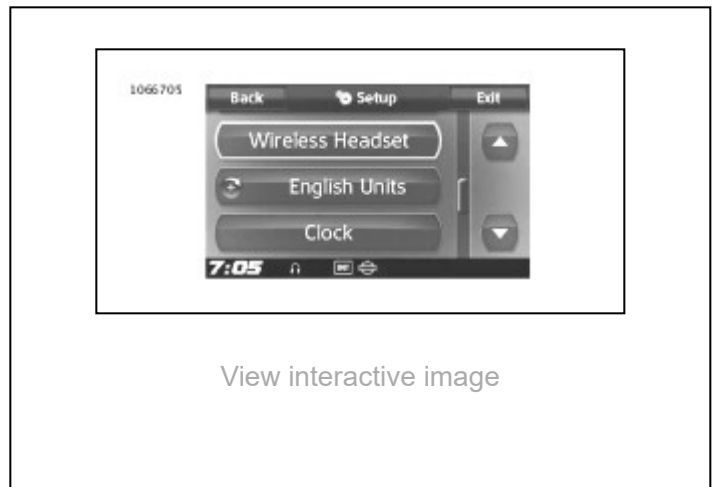 1066705
Back Setup Exit
Wireless Headset
English Units
Clock
7:05
View interactive image